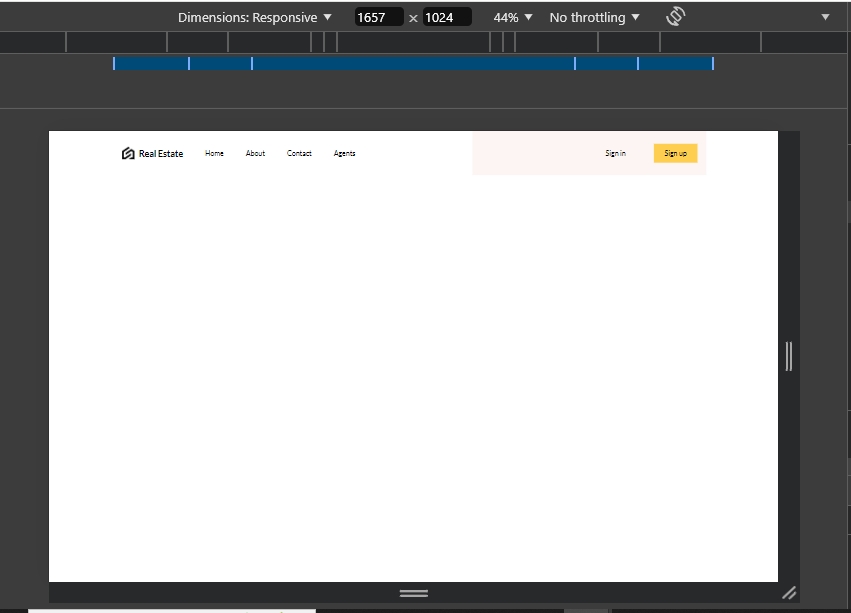 Dimensions: Responsive ▼ 1657 × 1024 44% ▼ No throttling ▼
Real Estate Home About Contact Agents Sign in Sign up